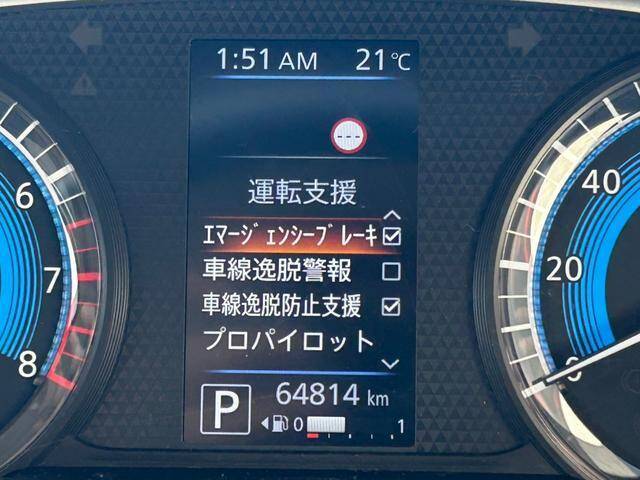 1:51 AM 21℃
運転支援
ｴﾏｰｼﾞｪﾝｼｰﾌﾞﾚｰｷ
車線逸脱警報
車線逸脱防止支援
プロパイロット
P 64814 km
0 1
6
7
8
40
20
0